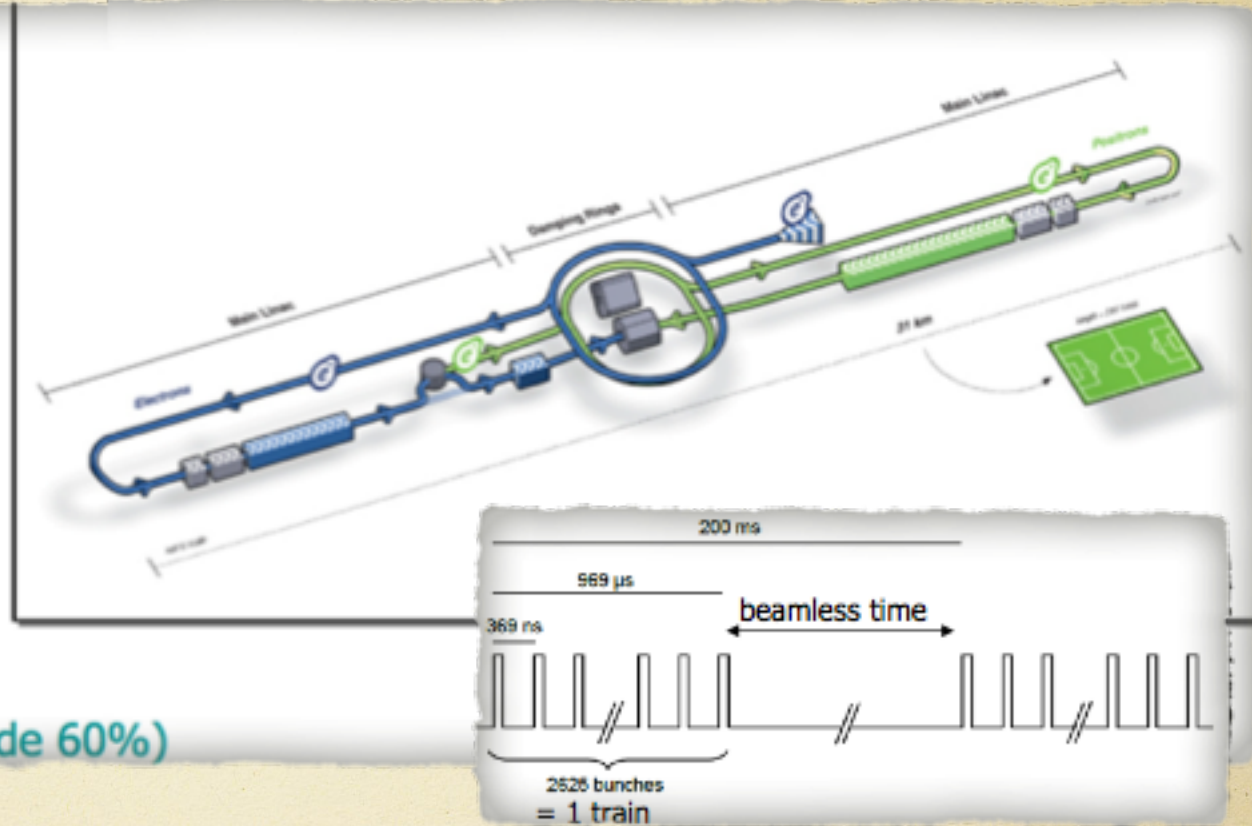 Main Linac
Positrons
Damping Rings
Main Linac
31 km
Electrons
200 ms
969 µs
beamless time
369 ns
de 60%)
2625 bunches
= 1 train